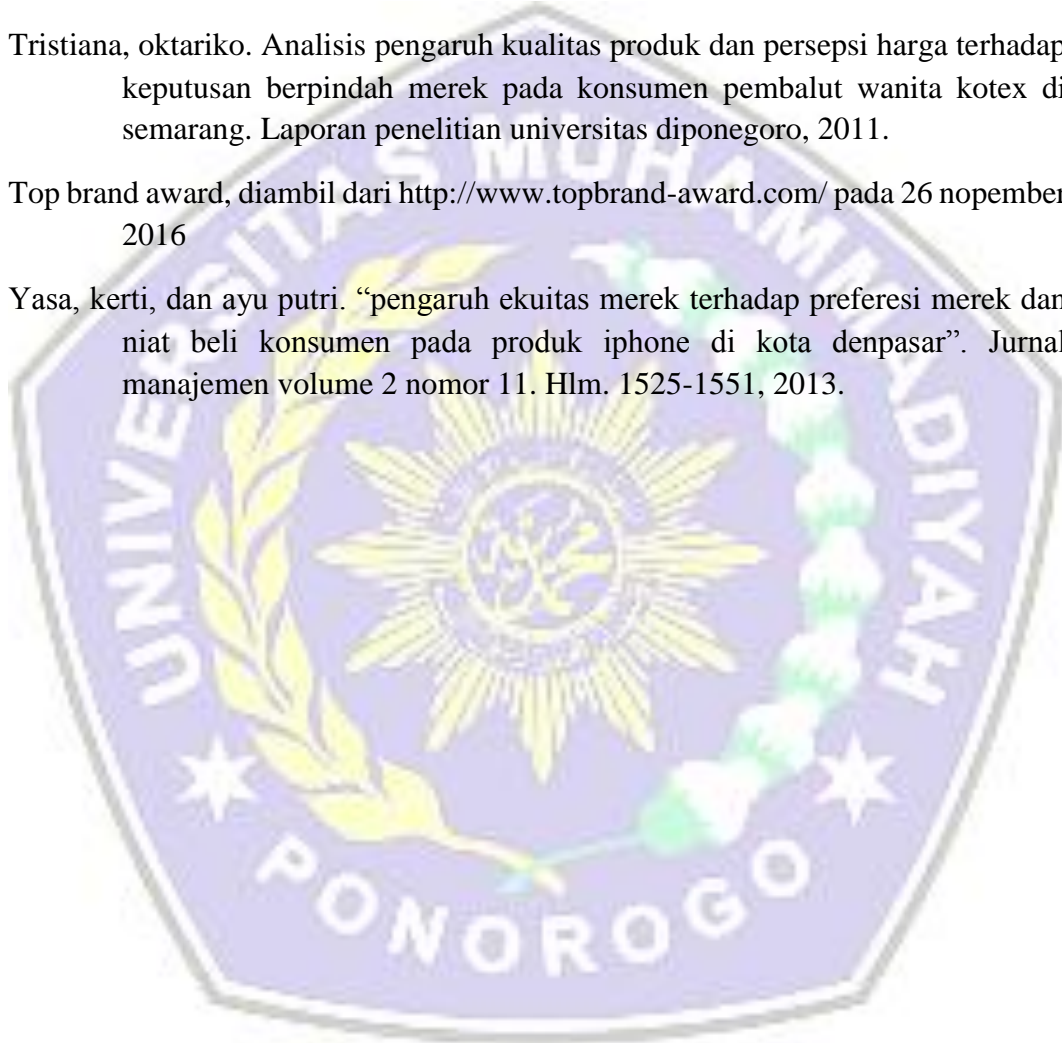 Tristiana, oktariko. Analisis pengaruh kualitas produk dan persepsi harga terhadap
keputusan berpindah merek pada konsumen pembalut wanita kotex di
semarang. Laporan penelitian universitas diponegoro, 2011.
Top brand award, diambil dari http://www.topbrand-award.com/ pada 26 nopember
2016
Yasa, kerti, dan ayu putri. “pengaruh ekuitas merek terhadap preferesi merek dan
niat beli konsumen pada produk iphone di kota denpasar”. Jurnal
manajemen volume 2 nomor 11. Hlm. 1525-1551, 2013.
UNIVERSITAS MUHAMMADIYAH
PONOROGO